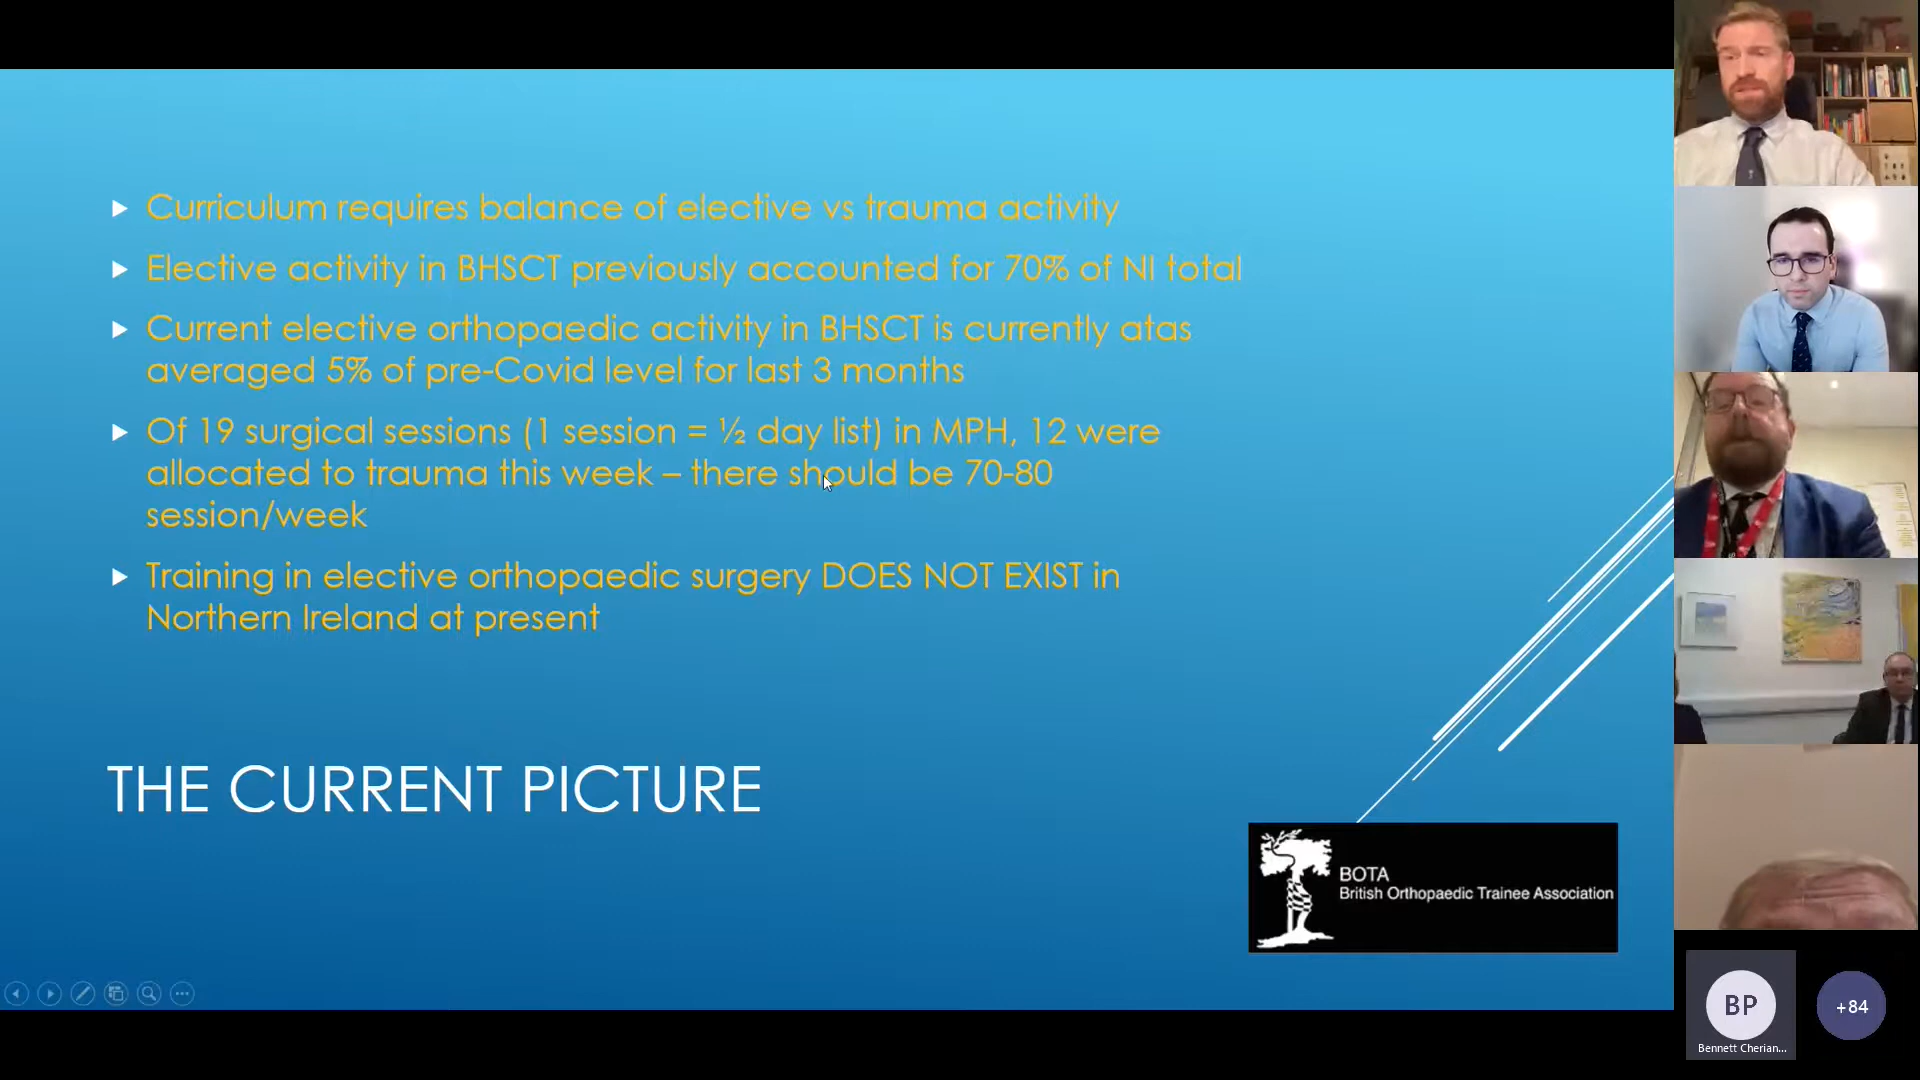 Curriculum requires balance of elective vs trauma activity
Elective activity in BHSCT previously accounted for 70% of NI total
Current elective orthopaedic activity in BHSCT is currently atas
averaged 5% of pre-Covid level for last 3 months
Of 19 surgical sessions (1 session = ½ day list) in MPH, 12 were
allocated to trauma this week – there should be 70-80
session/week
Training in elective orthopaedic surgery DOES NOT EXIST in
Northern Ireland at present
THE CURRENT PICTURE
BOTA
British Orthopaedic Trainee Association
BP
Bennett Cherian...
+84